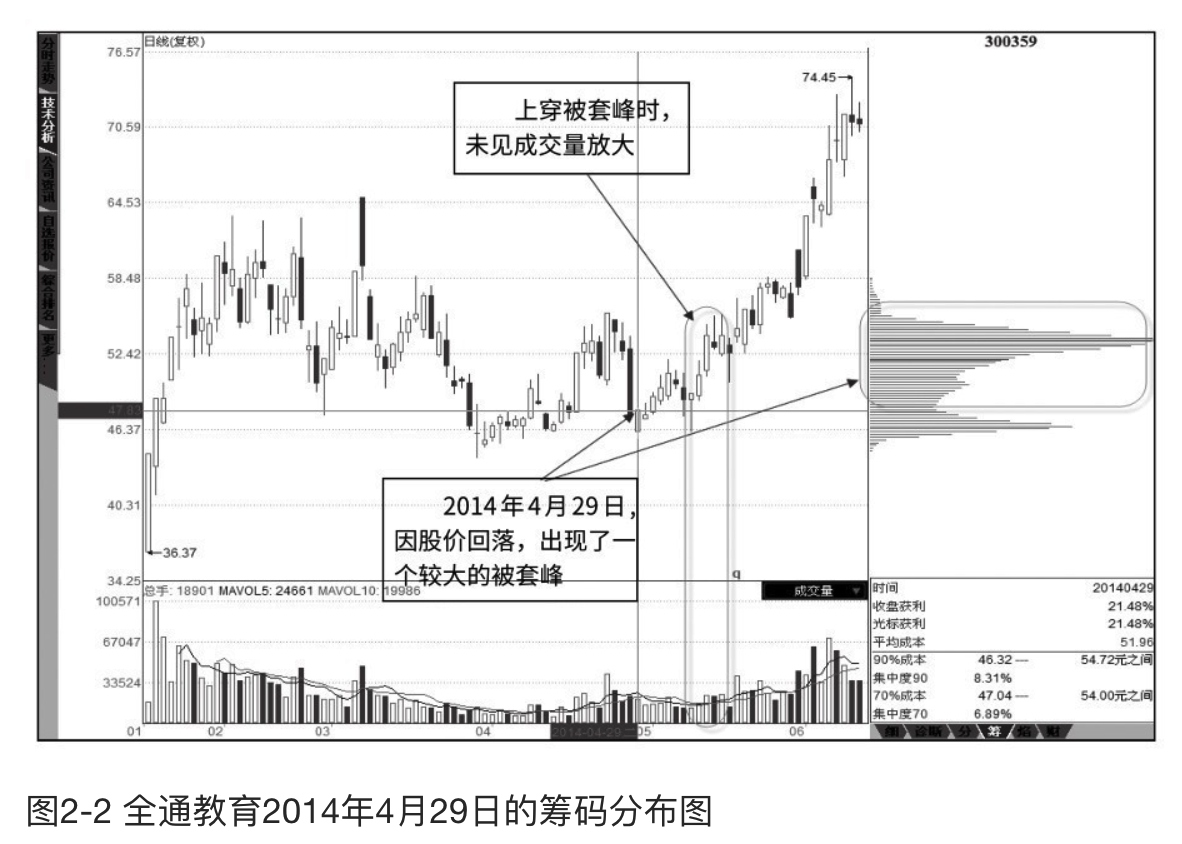 日线(复权)
300359
分时走势
技术分析
公司资讯
自选报价
综合排名
更多...
76.57
70.59
64.53
58.48
52.42
47.83
46.37
40.31
34.25
74.45
36.37
上穿被套峰时，
未见成交量放大
2014年4月29日，
因股价回落，出现了一
个较大的被套峰
q
总手: 18901 MAVOL5: 24661 MAVOL10: 19986
成交量
100571
67047
33524
01 02 03 04 2014-04-29,二 05 06
时间 20140429
收盘获利 21.48%
光标获利 21.48%
平均成本 51.96
90%成本 46.32 — 54.72元之间
集中度90 8.31%
70%成本 47.04 — 54.00元之间
集中度70 6.89%
诊断 分 筹 指 财
图2-2 全通教育2014年4月29日的筹码分布图